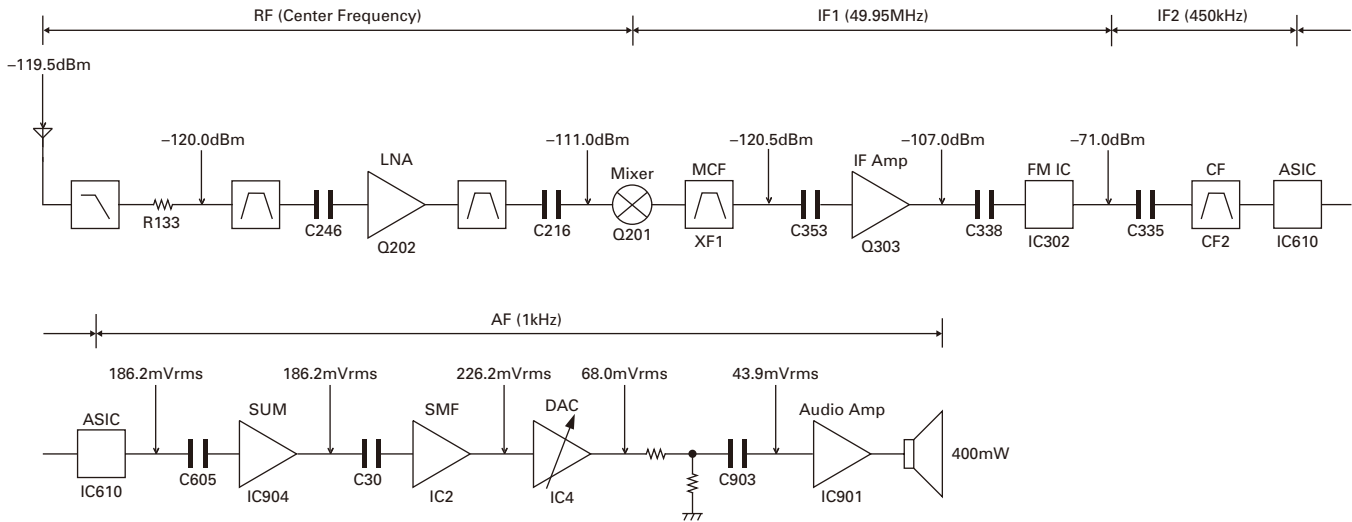 RF (Center Frequency)
IF1 (49.95MHz)
IF2 (450kHz)
–119.5dBm
–120.0dBm
–111.0dBm
–120.5dBm
–107.0dBm
–71.0dBm
LNA
Mixer
MCF
IF Amp
FM IC
CF
ASIC
R133
C246
Q202
C216
Q201
XF1
C353
Q303
C338
IC302
C335
CF2
IC610
AF (1kHz)
186.2mVrms
186.2mVrms
226.2mVrms
68.0mVrms
43.9mVrms
ASIC
SUM
SMF
DAC
Audio Amp
400mW
IC610
C605
IC904
C30
IC2
IC4
C903
IC901